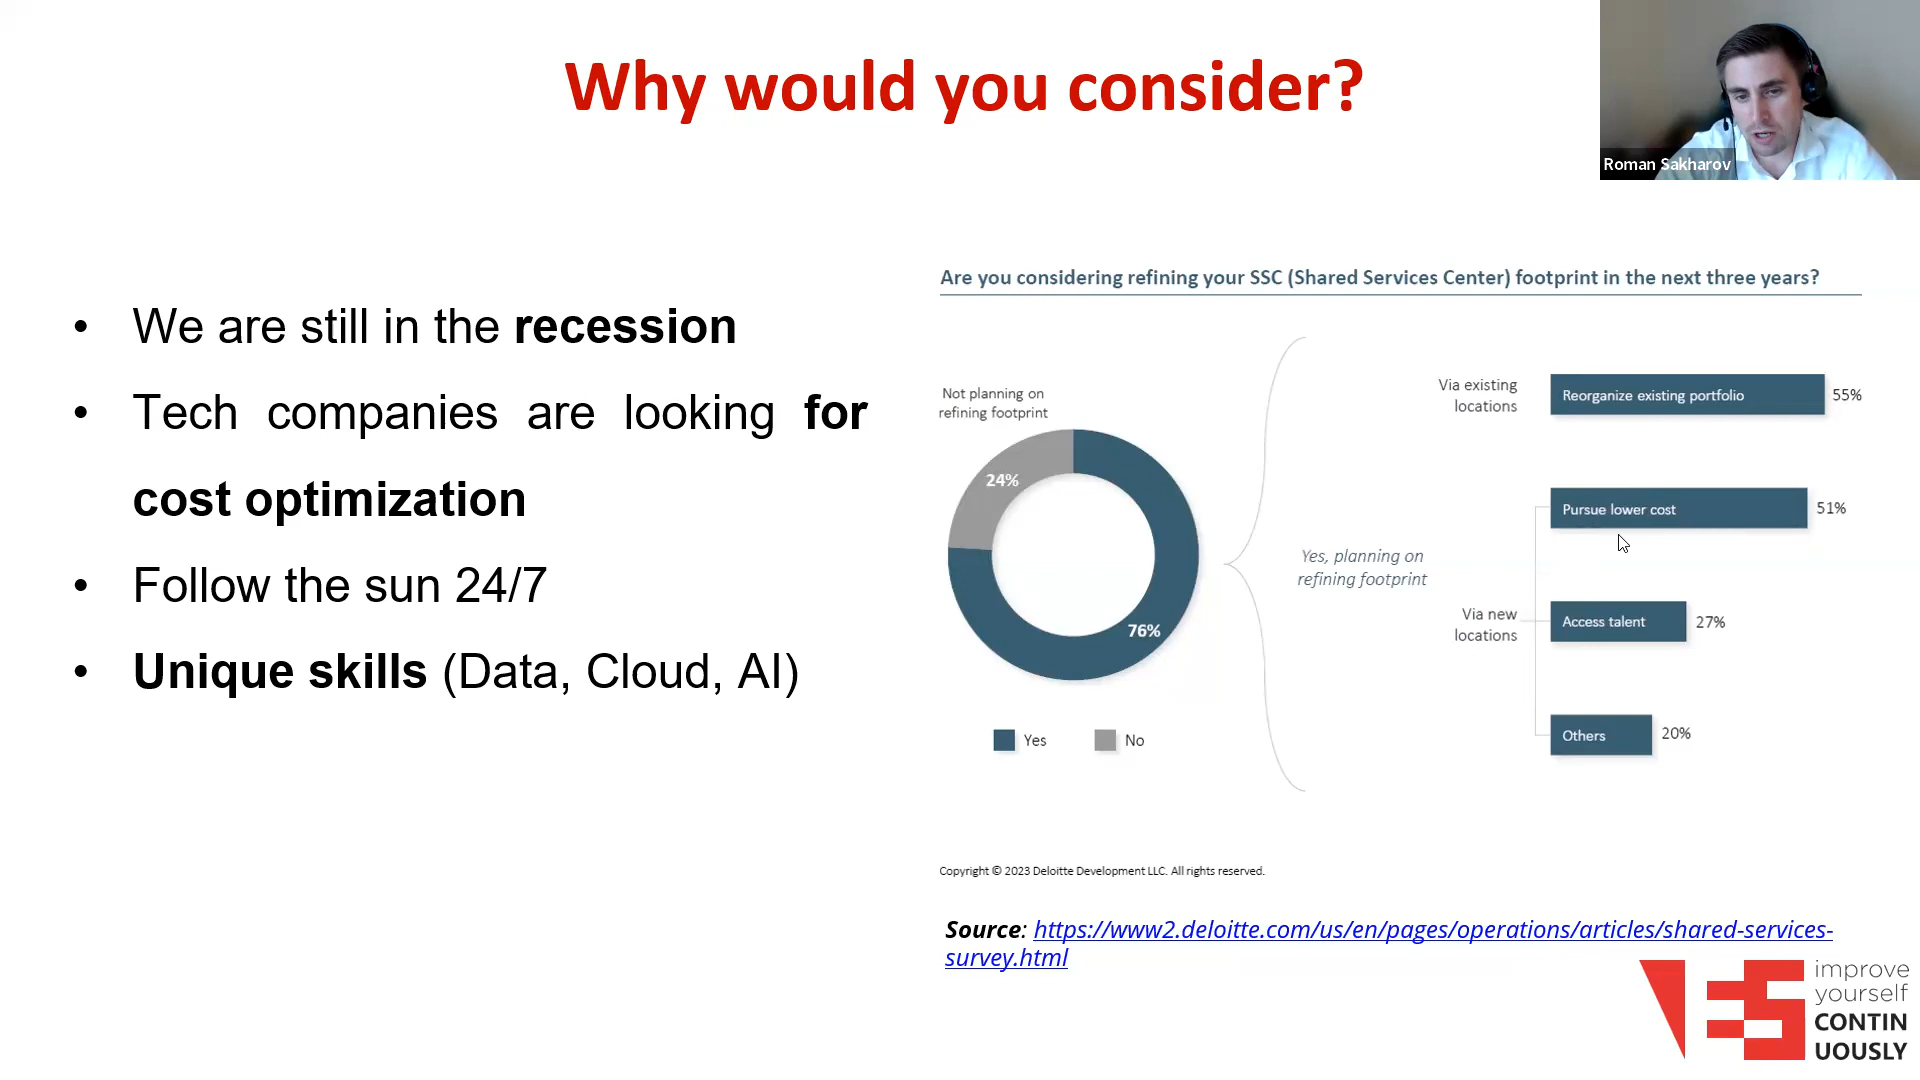 Why would you consider?
Roman Sakharov
• We are still in the recession
• Tech companies are looking for
cost optimization
• Follow the sun 24/7
• Unique skills (Data, Cloud, AI)
Are you considering refining your SSC (Shared Services Center) footprint in the next three years?
Not planning on
refining footprint
24%
76%
Yes
No
Yes, planning on
refining footprint
Via existing
locations
Reorganize existing portfolio 55%
Via new
locations
Pursue lower cost 51%
Access talent 27%
Others 20%
Copyright © 2023 Deloitte Development LLC. All rights reserved.
Source: https://www2.deloitte.com/us/en/pages/operations/articles/shared-services-
survey.html
improve
yourself
CONTIN
UOUSLY